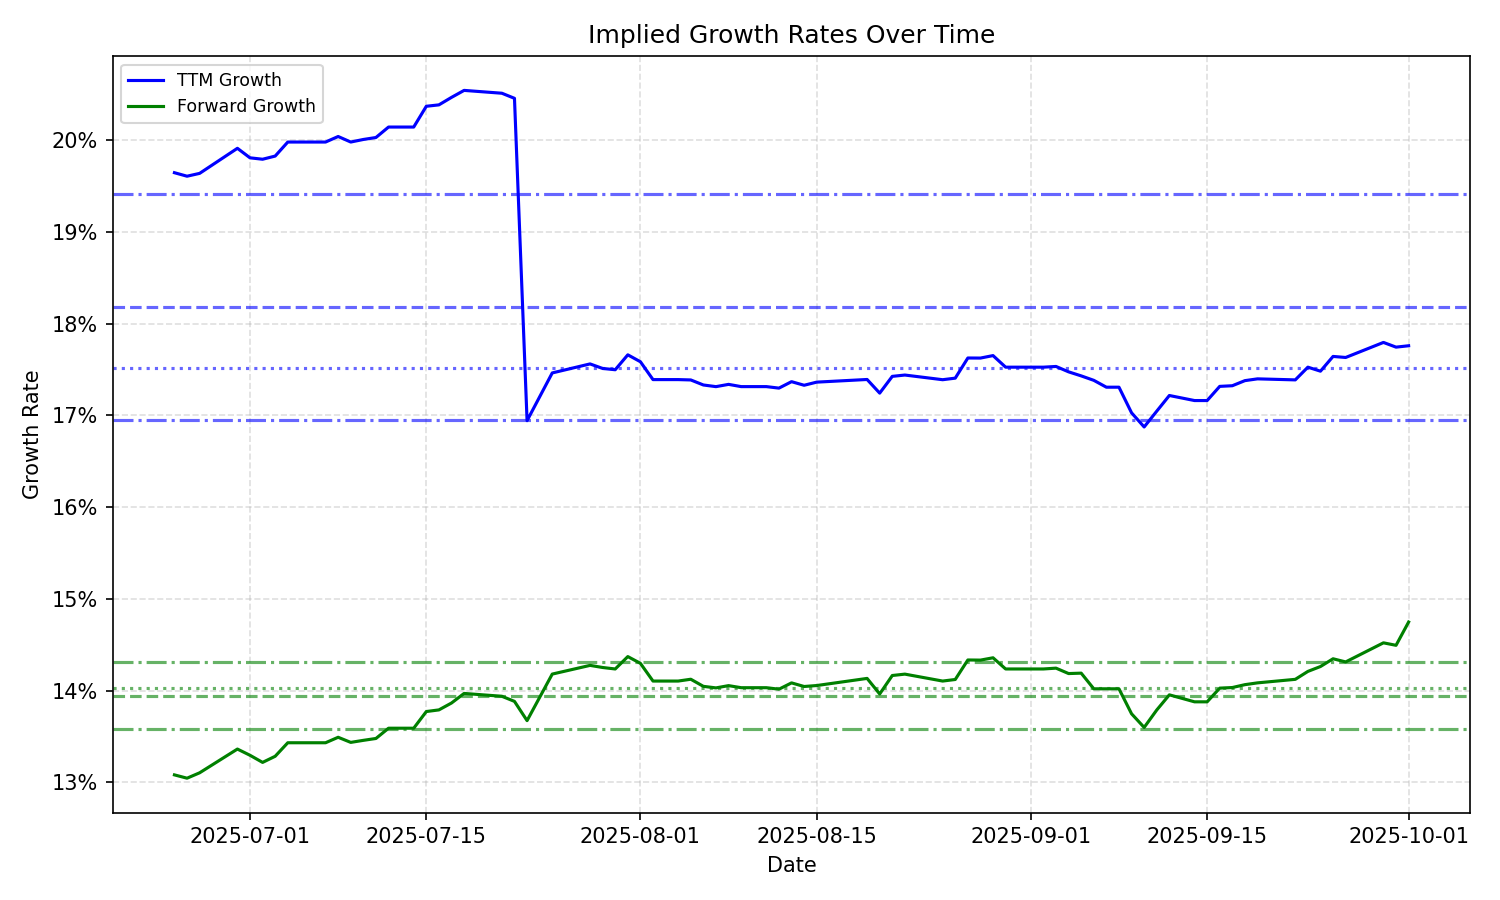 Implied Growth Rates Over Time
TTM Growth
Forward Growth
20%
19%
18%
17%
16%
15%
14%
13%
Growth Rate
2025-07-01 2025-07-15 2025-08-01 2025-08-15 2025-09-01 2025-09-15 2025-10-01
Date